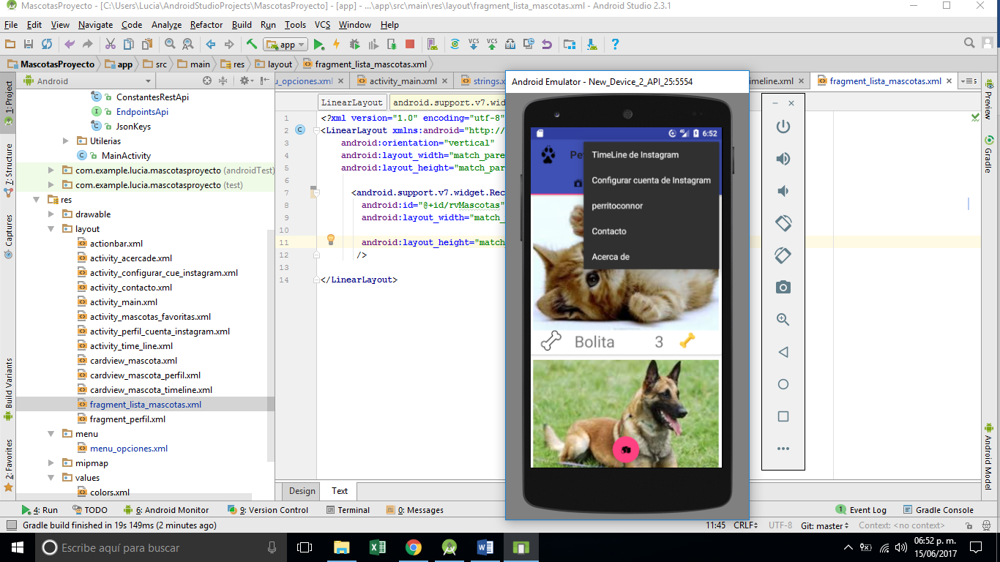 MascotasProyecto - [C:\Users\Lucia\AndroidStudioProjects\MascotasProyecto] - [app] - ...\app\src\main\res\layout\fragment_lista_mascotas.xml - Android Studio 2.3.1
File Edit View Navigate Code Analyze Refactor Build Run Tools VCS Window Help
app VCS VCS
MascotasProyecto app src main res layout fragment_lista_mascotas.xml
Android
u_opciones.xml activity_main.xml strings.xml imeline.xml fragment_lista_mascotas.xml
1: Project
7: Structure
Captures
Build Variants
2: Favorites
ConstantesRestApi
EndpointsApi
JsonKeys
Utilerias
MainActivity
com.example.lucia.mascotasproyecto (androidTest)
com.example.lucia.mascotasproyecto (test)
res
drawable
layout
actionbar.xml
activity_acercade.xml
activity_configurar_cue_instagram.xml
activity_contacto.xml
activity_main.xml
activity_mascotas_favoritas.xml
activity_perfil_cuenta_instagram.xml
activity_time_line.xml
cardview_mascota.xml
cardview_mascota_perfil.xml
cardview_mascota_timeline.xml
fragment_lista_mascotas.xml
fragment_perfil.xml
menu
menu_opciones.xml
mipmap
values
colors.xml
LinearLayout android.support.v7.wid
1 <?xml version="1.0" encoding="utf-8"
2 <LinearLayout xmlns:android="http://
3 android:orientation="vertical"
4 android:layout_width="match_pare
5 android:layout_height="match_par
6
7 <android.support.v7.widget.Rec
8 android:id="@+id/rvMascotas"
9 android:layout_width="match_
10
11 android:layout_height="match
12 />
13
14 </LinearLayout>
Design Text
Android Emulator - New_Device_2_API_25:5554
4G 6:52
Pe
TimeLine de Instagram
Configurar cuenta de Instagram
perritoconnor
Contacto
Acerca de
Bolita 3
Preview
Gradle
Android Model
4: Run TODO 6: Android Monitor 9: Version Control Terminal 0: Messages 1 Event Log Gradle Console
Gradle build finished in 19s 149ms (2 minutes ago) 11:45 CRLF UTF-8 Git: master Context: <no context>
Escribe aquí para buscar
06:52 p. m.
15/06/2017